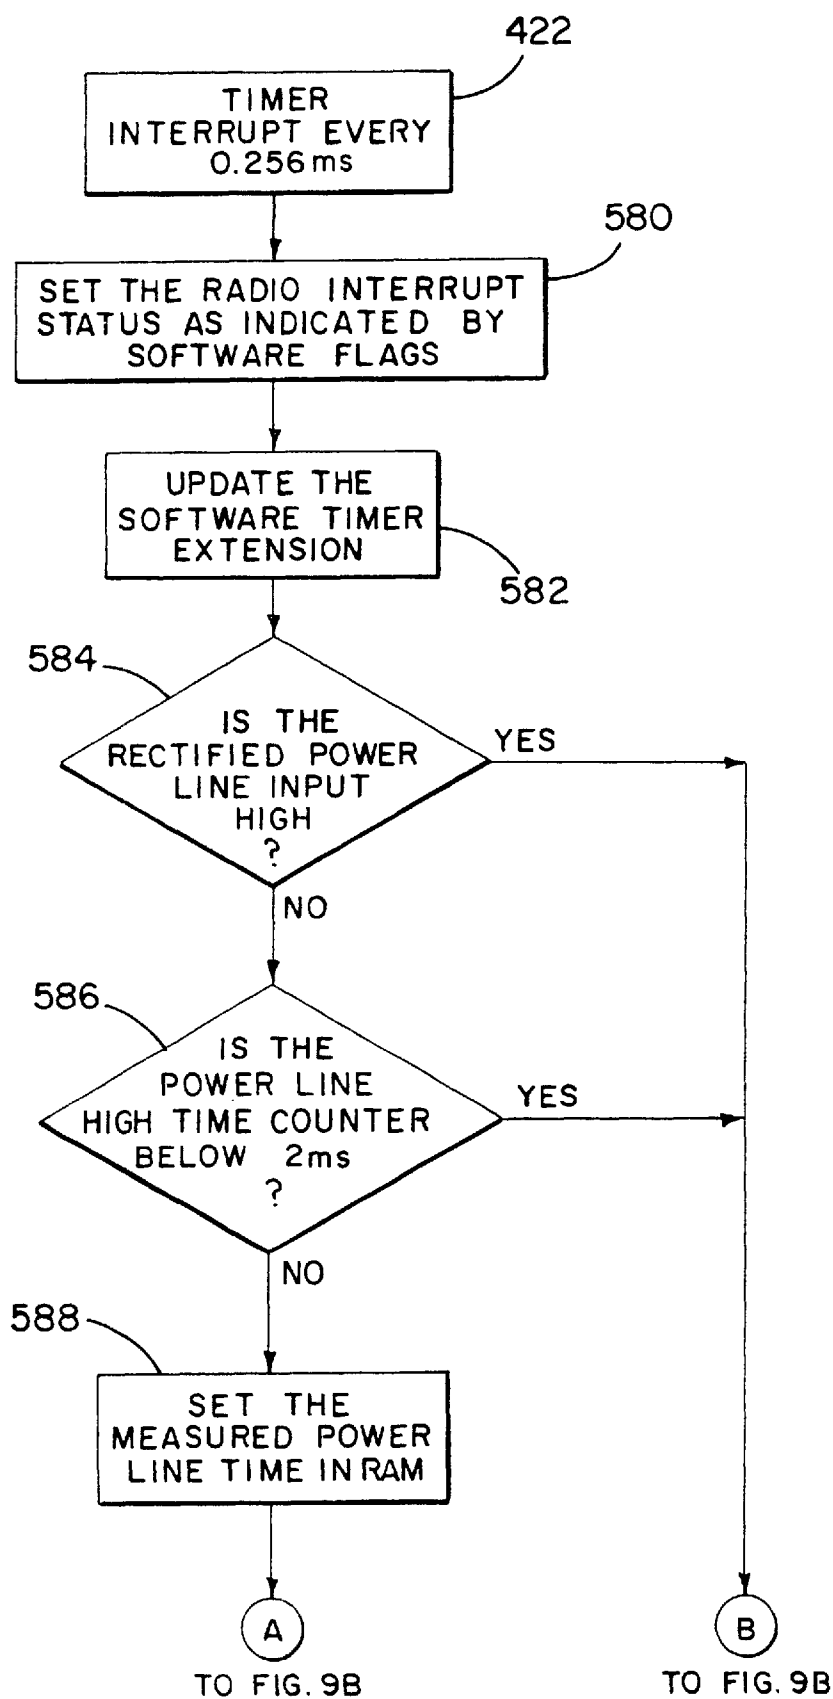 422
TIMER
INTERRUPT EVERY
0.256ms
580
SET THE RADIO INTERRUPT
STATUS AS INDICATED BY
SOFTWARE FLAGS
UPDATE THE
SOFTWARE TIMER
EXTENSION
582
584
IS THE
RECTIFIED POWER
LINE INPUT
HIGH
?
YES
NO
586
IS THE
POWER LINE
HIGH TIME COUNTER
BELOW 2ms
?
YES
NO
588
SET THE
MEASURED POWER
LINE TIME IN RAM
A
TO FIG. 9B
B
TO FIG. 9B